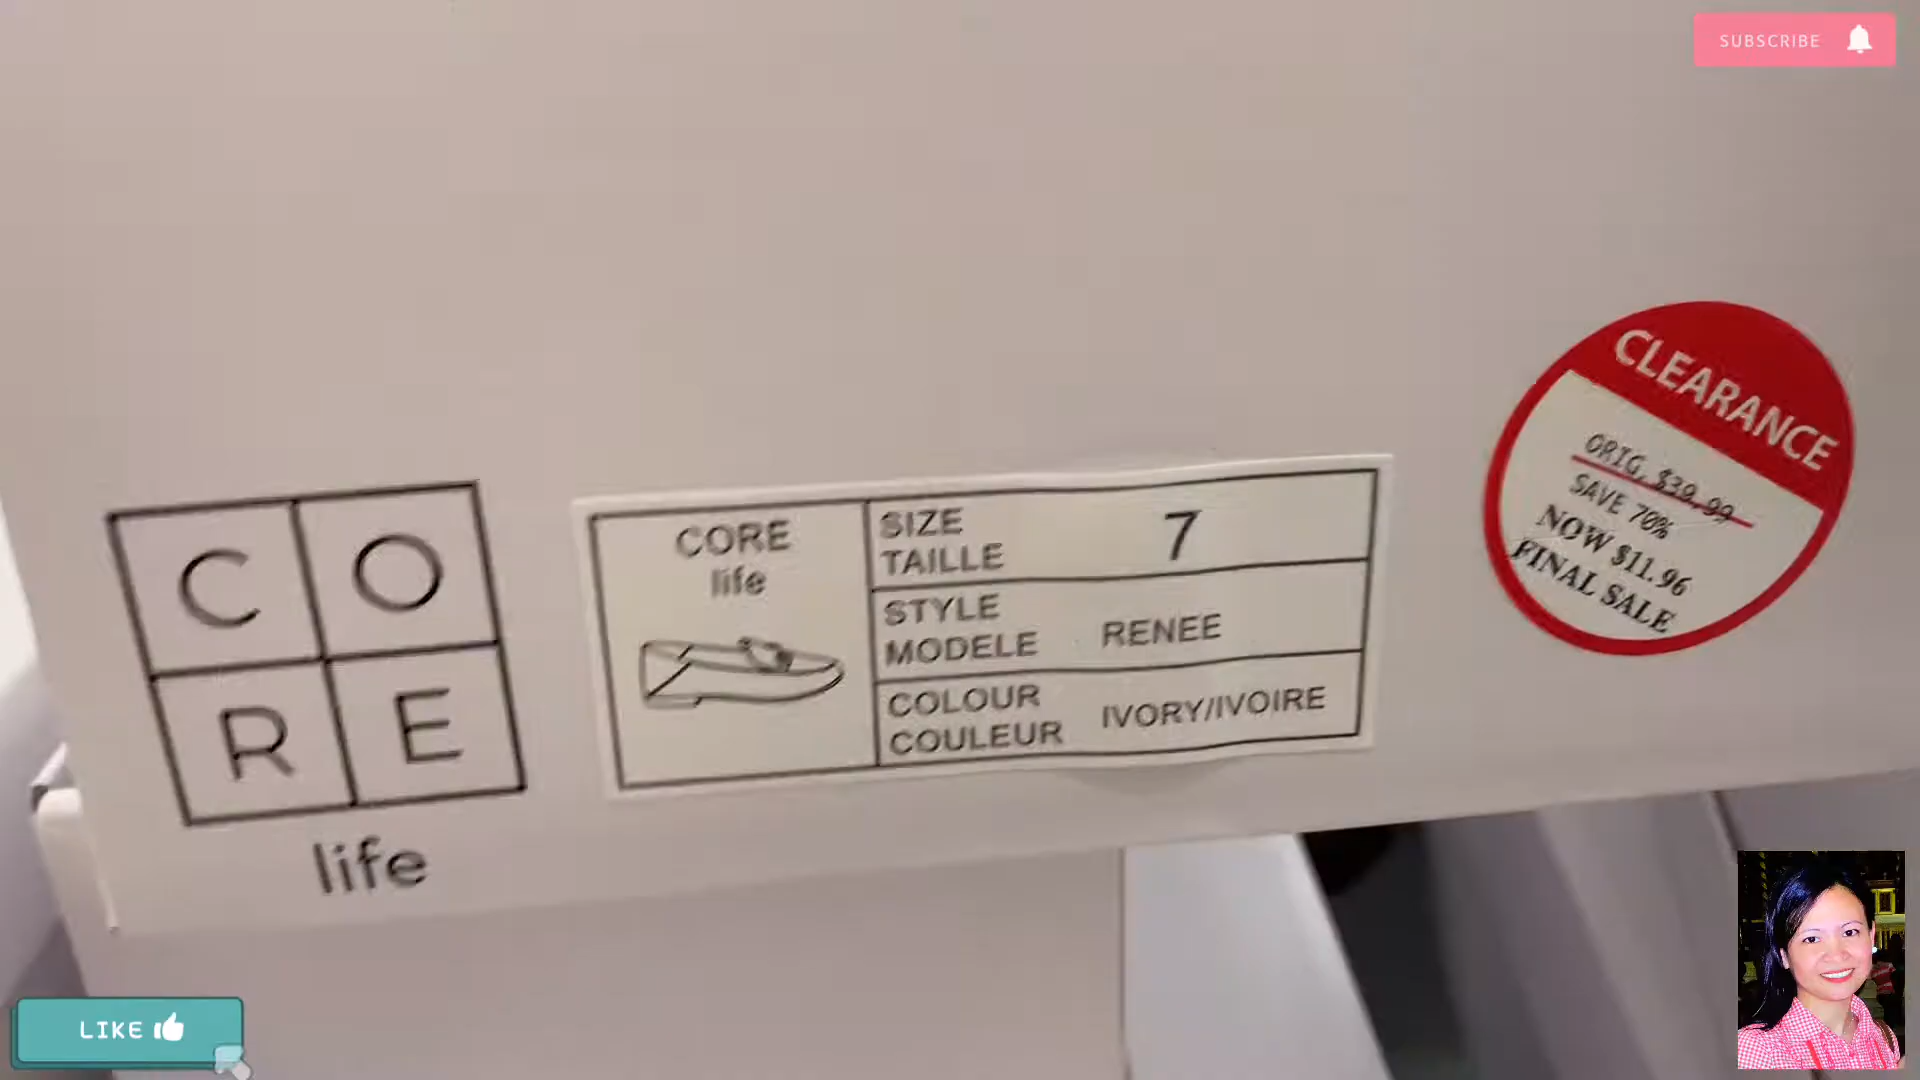 SUBSCRIBE
CLEARANCE
ORIG. $39.99
SAVE 70%
NOW $11.96
FINAL SALE
C O
R E
life
CORE
life
SIZE
TAILLE
7
STYLE
MODELE
RENEE
COLOUR
COULEUR
IVORY/IVOIRE
LIKE